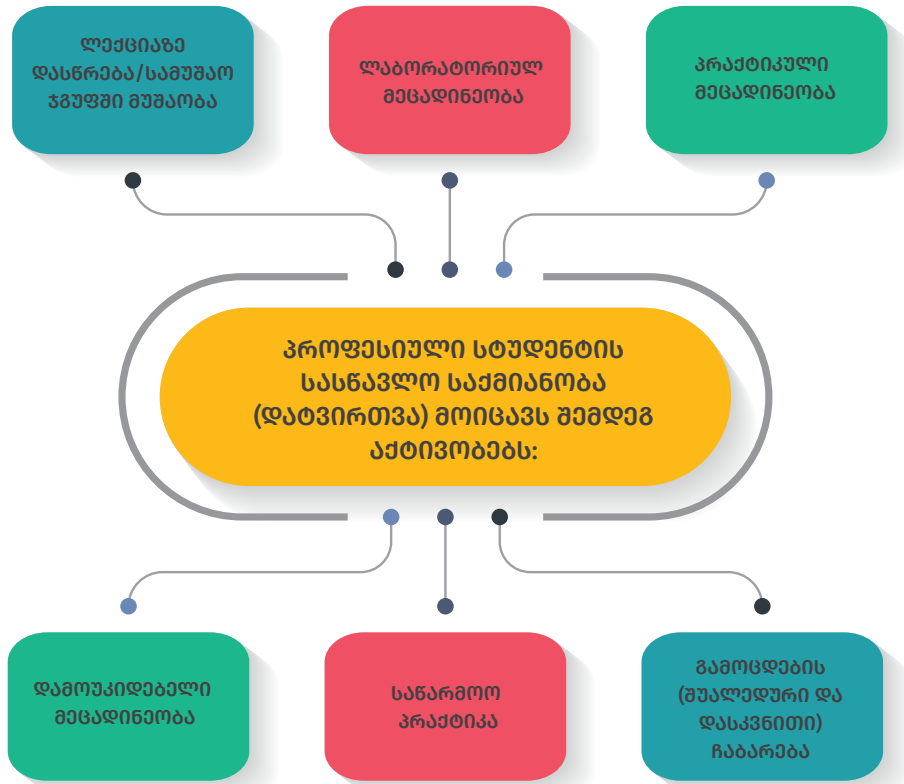 ლექციაზე
დასწრება/სამუშაო
ჯგუფში მუშაობა
ლაბორატორიულ
მეცადინეობა
პრაქტიკული
მეცადინეობა
პროფესიული სტუდენტის
სასწავლო საქმიანობა
(დატვირთვა) მოიცავს შემდეგ
აქტივობებს:
დამოუკიდებელი
მეცადინეობა
საწარმოო
პრაქტიკა
გამოცდების
(შუალედური და
დასკვნითი)
ჩაბარება